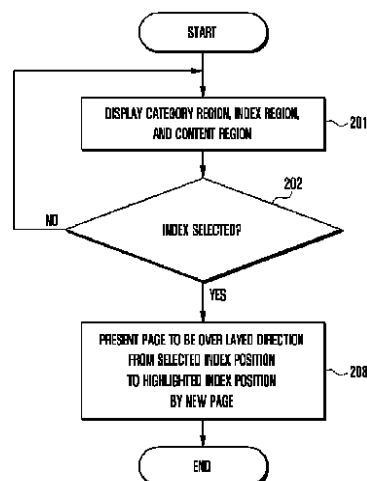 START
DISPLAY CATEGORY REGION, INDEX REGION,
AND CONTENT REGION
201
202
INDEX SELECTED?
NO
YES
PRESENT PAGE TO BE OVER LAYED DIRECTION
FROM SELECTED INDEX POSITION
TO HIGHLIGHTED INDEX POSITION
BY NEW PAGE
208
END